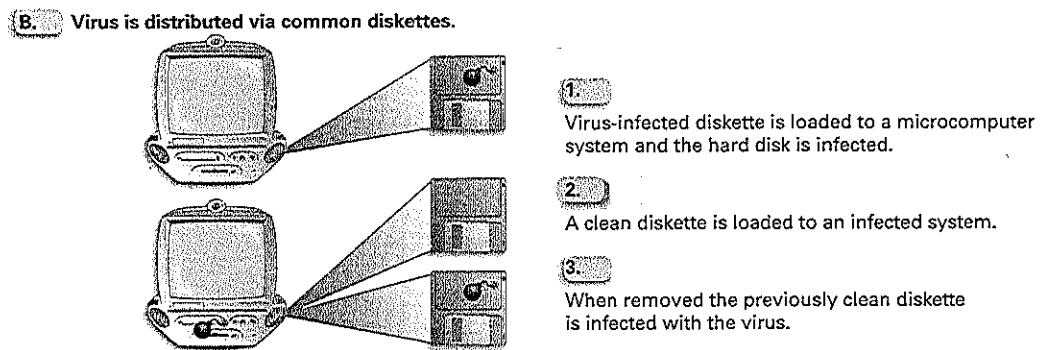 B. Virus is distributed via common diskettes.
1.
Virus-infected diskette is loaded to a microcomputer
system and the hard disk is infected.
2.
A clean diskette is loaded to an infected system.
3.
When removed the previously clean diskette
is infected with the virus.